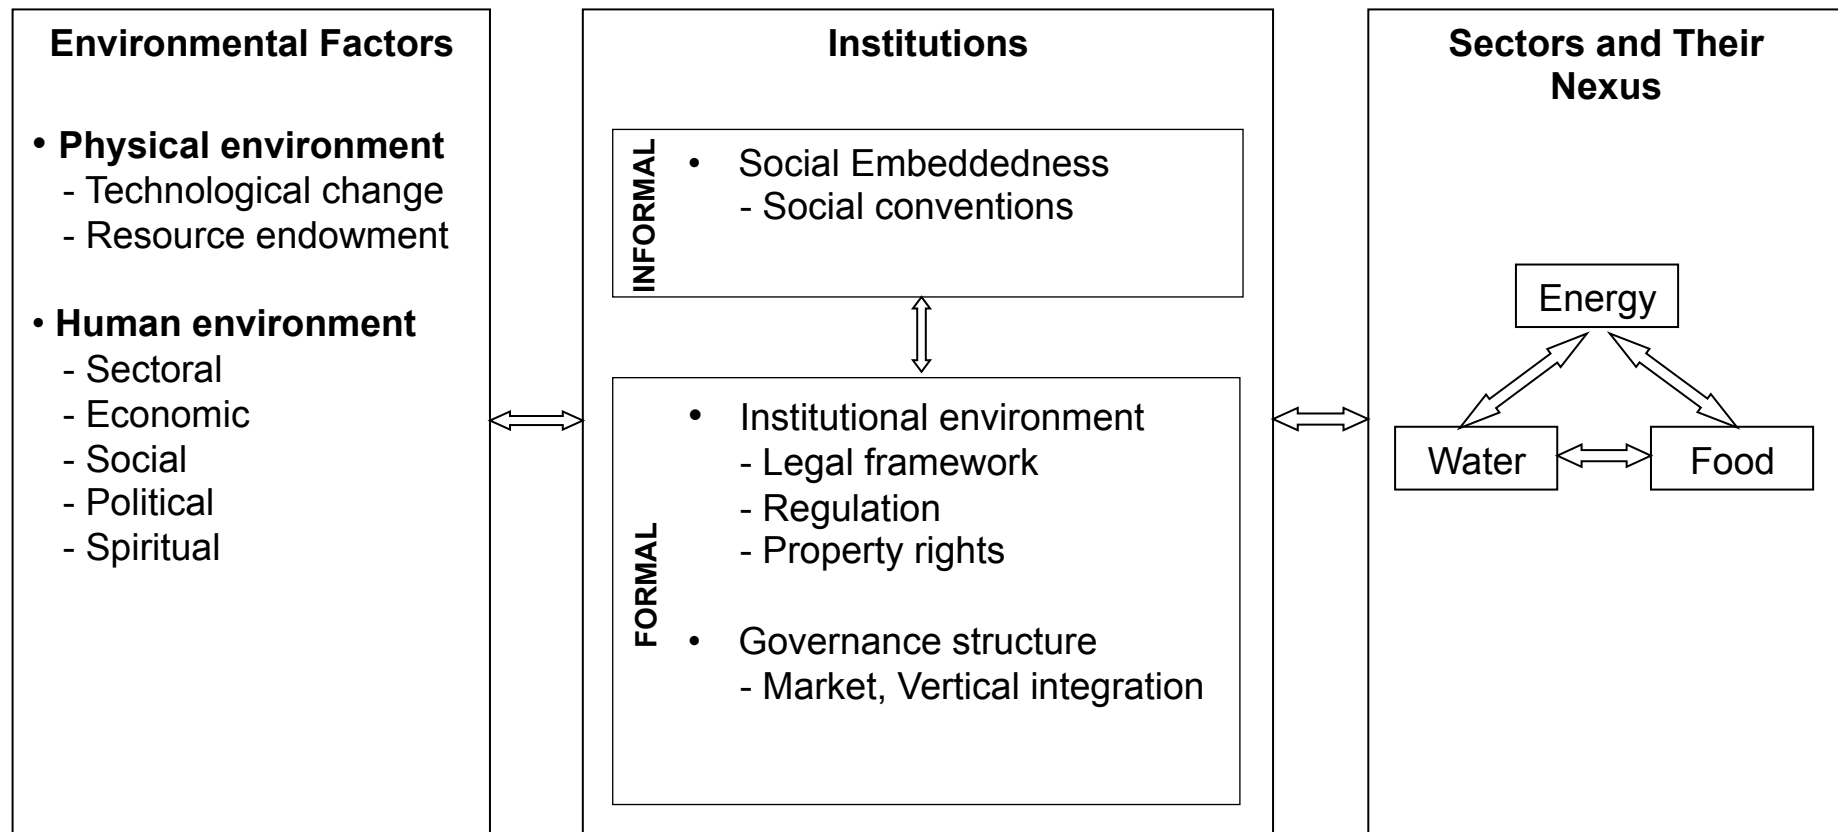 Environmental Factors
• Physical environment
- Technological change
- Resource endowment
• Human environment
- Sectoral
- Economic
- Social
- Political
- Spiritual
Institutions
INFORMAL
• Social Embeddedness
- Social conventions
FORMAL
• Institutional environment
- Legal framework
- Regulation
- Property rights
• Governance structure
- Market, Vertical integration
Sectors and Their
Nexus
Energy
Water
Food